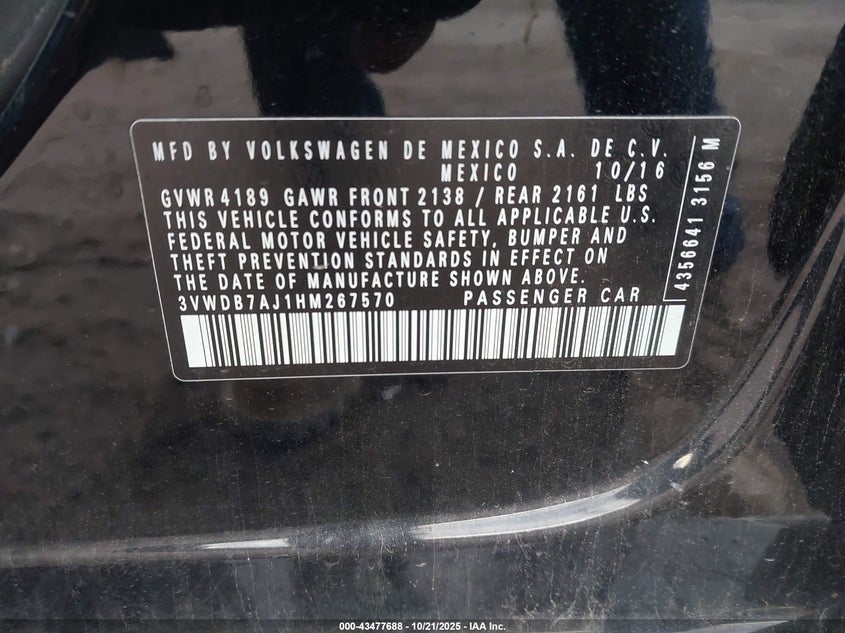 MFD BY VOLKSWAGEN DE MEXICO S.A. DE C.V.
MEXICO 10/16
GVWR 4189 GAWR FRONT 2138 / REAR 2161 LBS
THIS VEHICLE CONFORMS TO ALL APPLICABLE U.S.
FEDERAL MOTOR VEHICLE SAFETY, BUMPER AND
THEFT PREVENTION STANDARDS IN EFFECT ON
THE DATE OF MANUFACTURE SHOWN ABOVE.
3VWDB7AJ1HM267570 PASSENGER CAR
4356641 3156 M
000-43477688 - 10/21/2025 - IAA Inc.